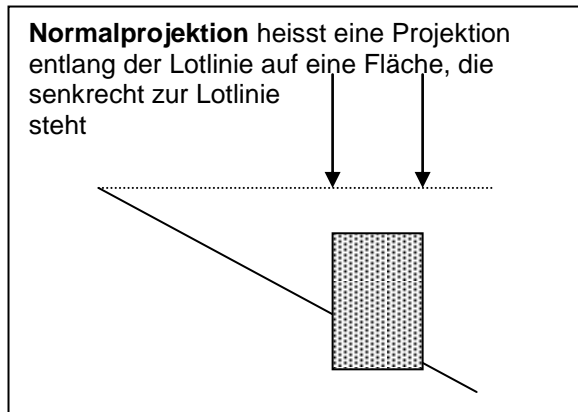 Normalprojektion heisst eine Projektion
entlang der Lotlinie auf eine Fläche, die
senkrecht zur Lotlinie
steht